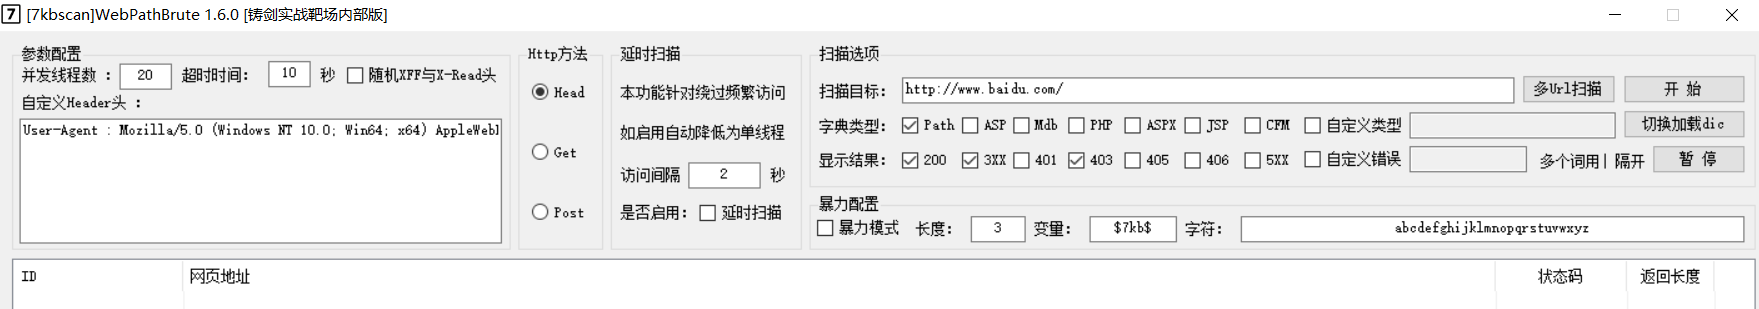 [7kbscan]WebPathBrute 1.6.0 [铸剑实战靶场内部版]
参数配置
并发线程数 : 20 超时时间: 10 秒 随机XFF与X-Read头
自定义Header头 :
User-Agent : Mozilla/5.0 (Windows NT 10.0; Win64; x64) AppleWeb
Http方法
Head
Get
Post
延时扫描
本功能针对绕过频繁访问
如启用自动降低为单线程
访问间隔 2 秒
是否启用: 延时扫描
扫描选项
扫描目标: http://www.baidu.com/ 多Url扫描 开 始
字典类型: Path ASP Mdb PHP ASPX JSP CFM 自定义类型 切换加载dic
显示结果: 200 3XX 401 403 405 406 5XX 自定义错误 多个词用| 隔开 暂 停
暴力配置
暴力模式 长度: 3 变量: $7kb$ 字符: abcdefghijklmnopqrstuvwxyz
ID 网页地址 状态码 返回长度